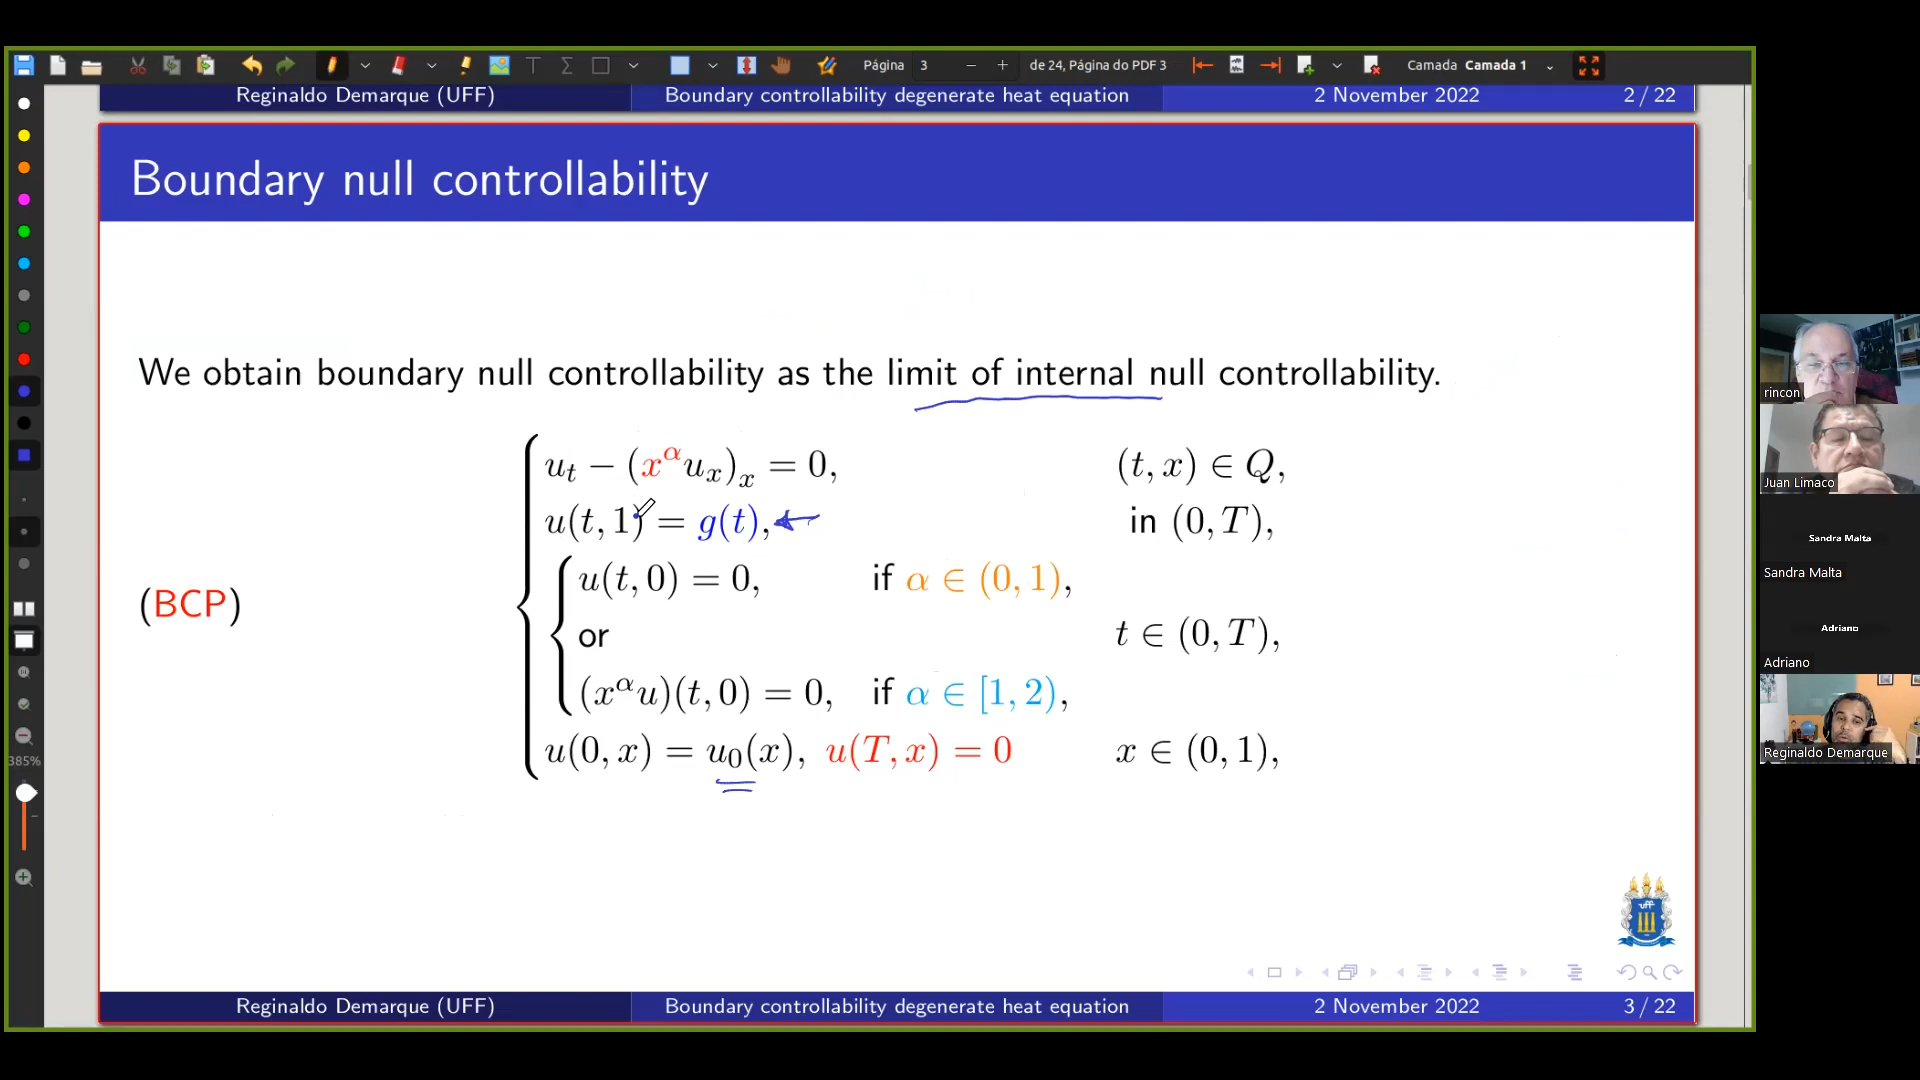 Página 3 de 24, Página do PDF 3 Camada Camada 1
Reginaldo Demarque (UFF) Boundary controllability degenerate heat equation 2 November 2022 2 / 22
Boundary null controllability
We obtain boundary null controllability as the limit of internal null controllability.
u_t − (x^α u_x)_x = 0, (t, x) ∈ Q,
u(t, 1) = g(t), in (0, T),
u(t, 0) = 0, if α ∈ (0, 1),
(BCP)
or t ∈ (0, T),
(x^α u)(t, 0) = 0, if α ∈ [1, 2),
u(0, x) = u_0(x), u(T, x) = 0 x ∈ (0, 1),
uff
Reginaldo Demarque (UFF) Boundary controllability degenerate heat equation 2 November 2022 3 / 22
385%
rincon
Juan Limaco
Sandra Malta
Sandra Malta
Adriano
Adriano
Reginaldo Demarque